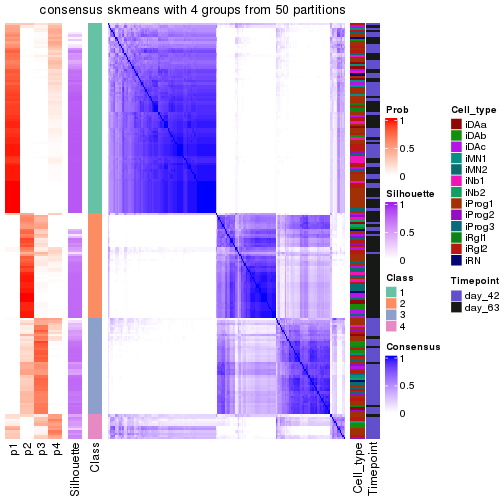 consensus skmeans with 4 groups from 50 partitions
p1
p2
p3
p4
Silhouette
Class
Cell_type
Timepoint
Prob
1
0.5
0
Silhouette
1
0.5
0
Class
1
2
3
4
Consensus
1
0.5
0
Cell_type
iDAa
iDAb
iDAc
iMN1
iMN2
iNb1
iNb2
iProg1
iProg2
iProg3
iRgl1
iRgl2
iRN
Timepoint
day_42
day_63